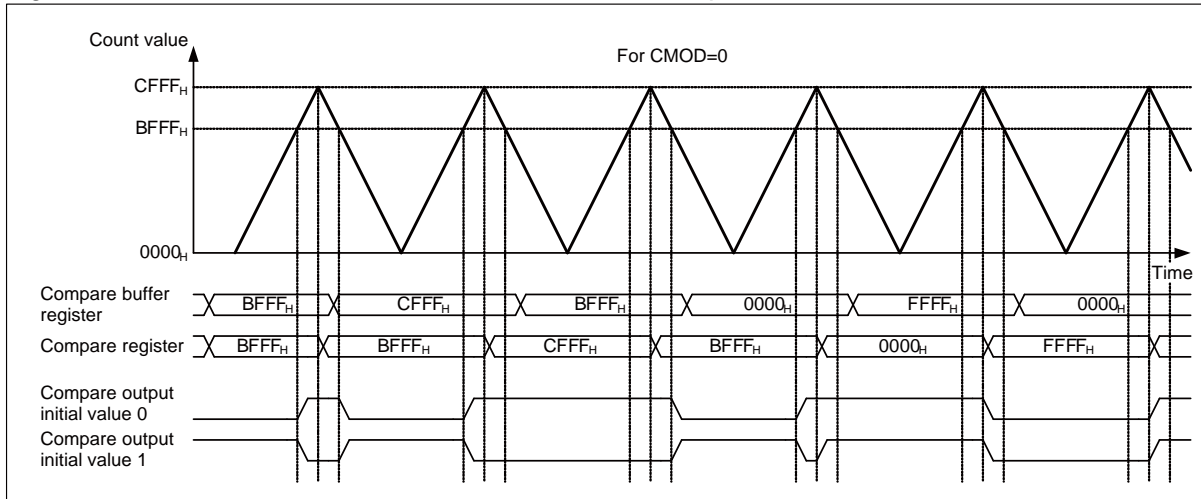 Count value
For CMOD=0
CFFFH
BFFFH
0000H
Time
Compare buffer
register
BFFFH CFFFH BFFFH 0000H FFFFH 0000H
Compare register BFFFH BFFFH CFFFH BFFFH 0000H FFFFH
Compare output
initial value 0
Compare output
initial value 1